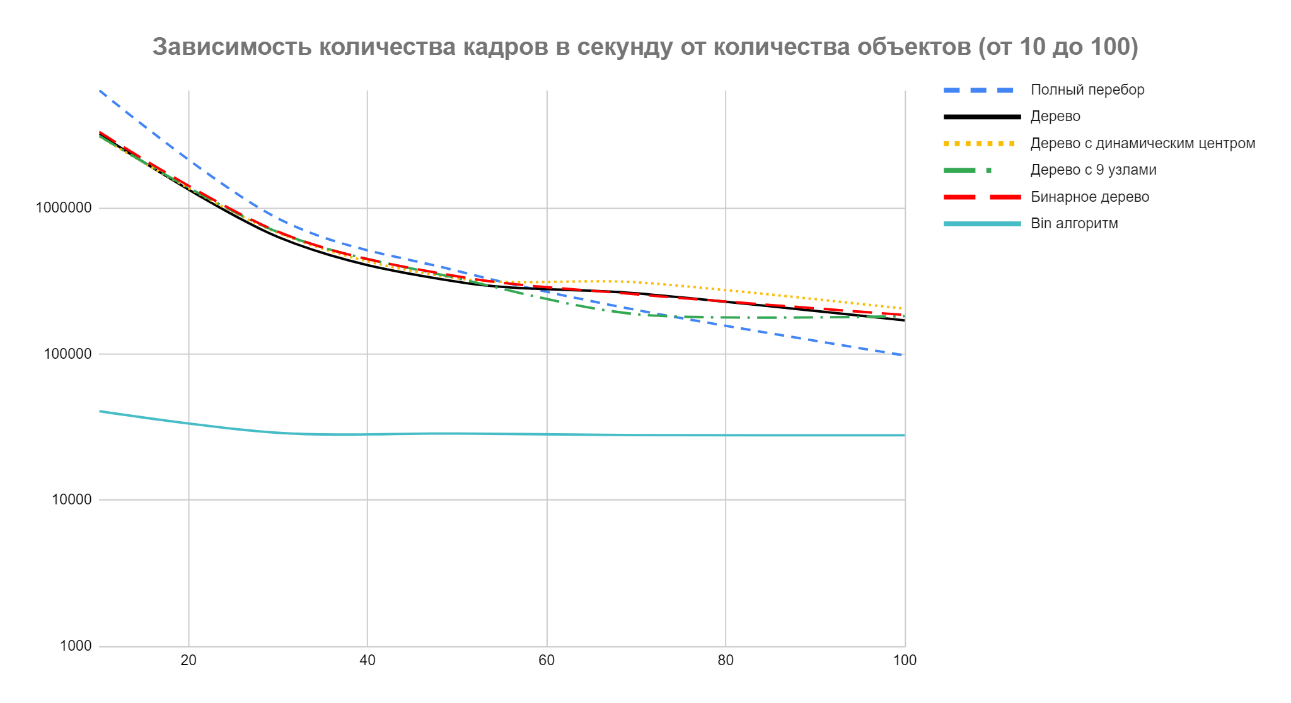 Зависимость количества кадров в секунду от количества объектов (от 10 до 100)
Полный перебор
Дерево
Дерево с динамическим центром
Дерево с 9 узлами
Бинарное дерево
Bin алгоритм
1000000
100000
10000
1000
20 40 60 80 100